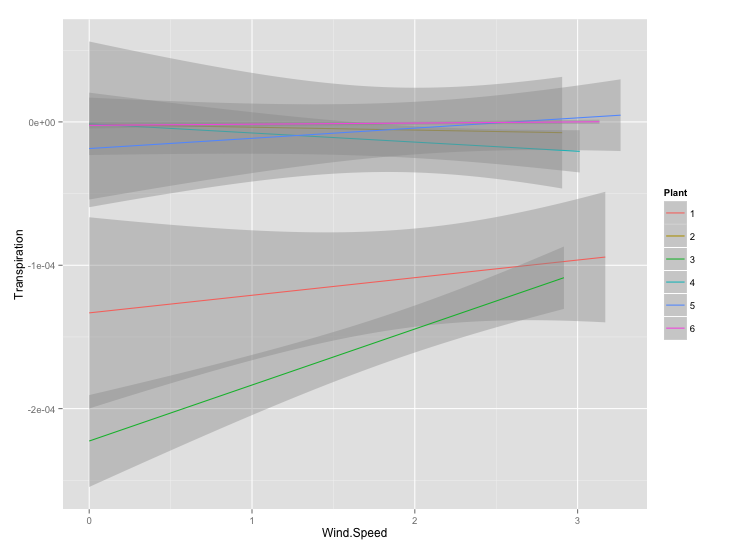 Transpiration
0e+00
-1e-04
-2e-04
0
1
2
3
Wind.Speed
Plant
1
2
3
4
5
6